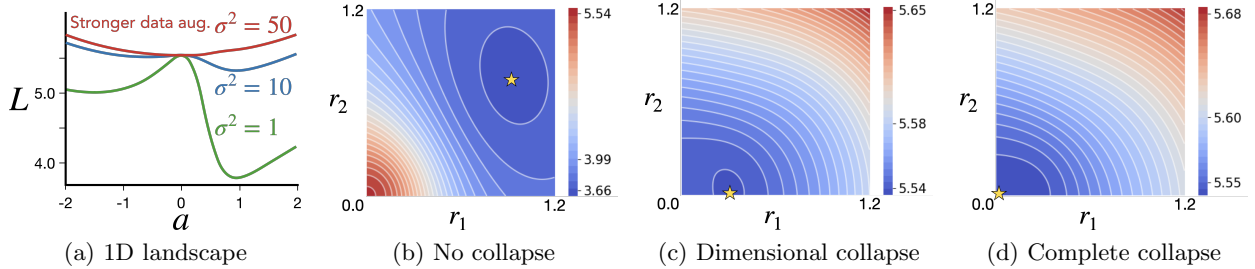 Stronger data aug. σ² = 50
σ² = 10
σ² = 1
L
5.0
4.0
-2 -1 0 1 2
a
(a) 1D landscape
1.2
r₂
0.0
r₁
1.2
5.54
3.99
3.66
(b) No collapse
1.2
r₂
0.0
r₁
1.2
5.65
5.58
5.54
(c) Dimensional collapse
1.2
r₂
0.0
r₁
1.2
5.68
5.60
5.54
(d) Complete collapse